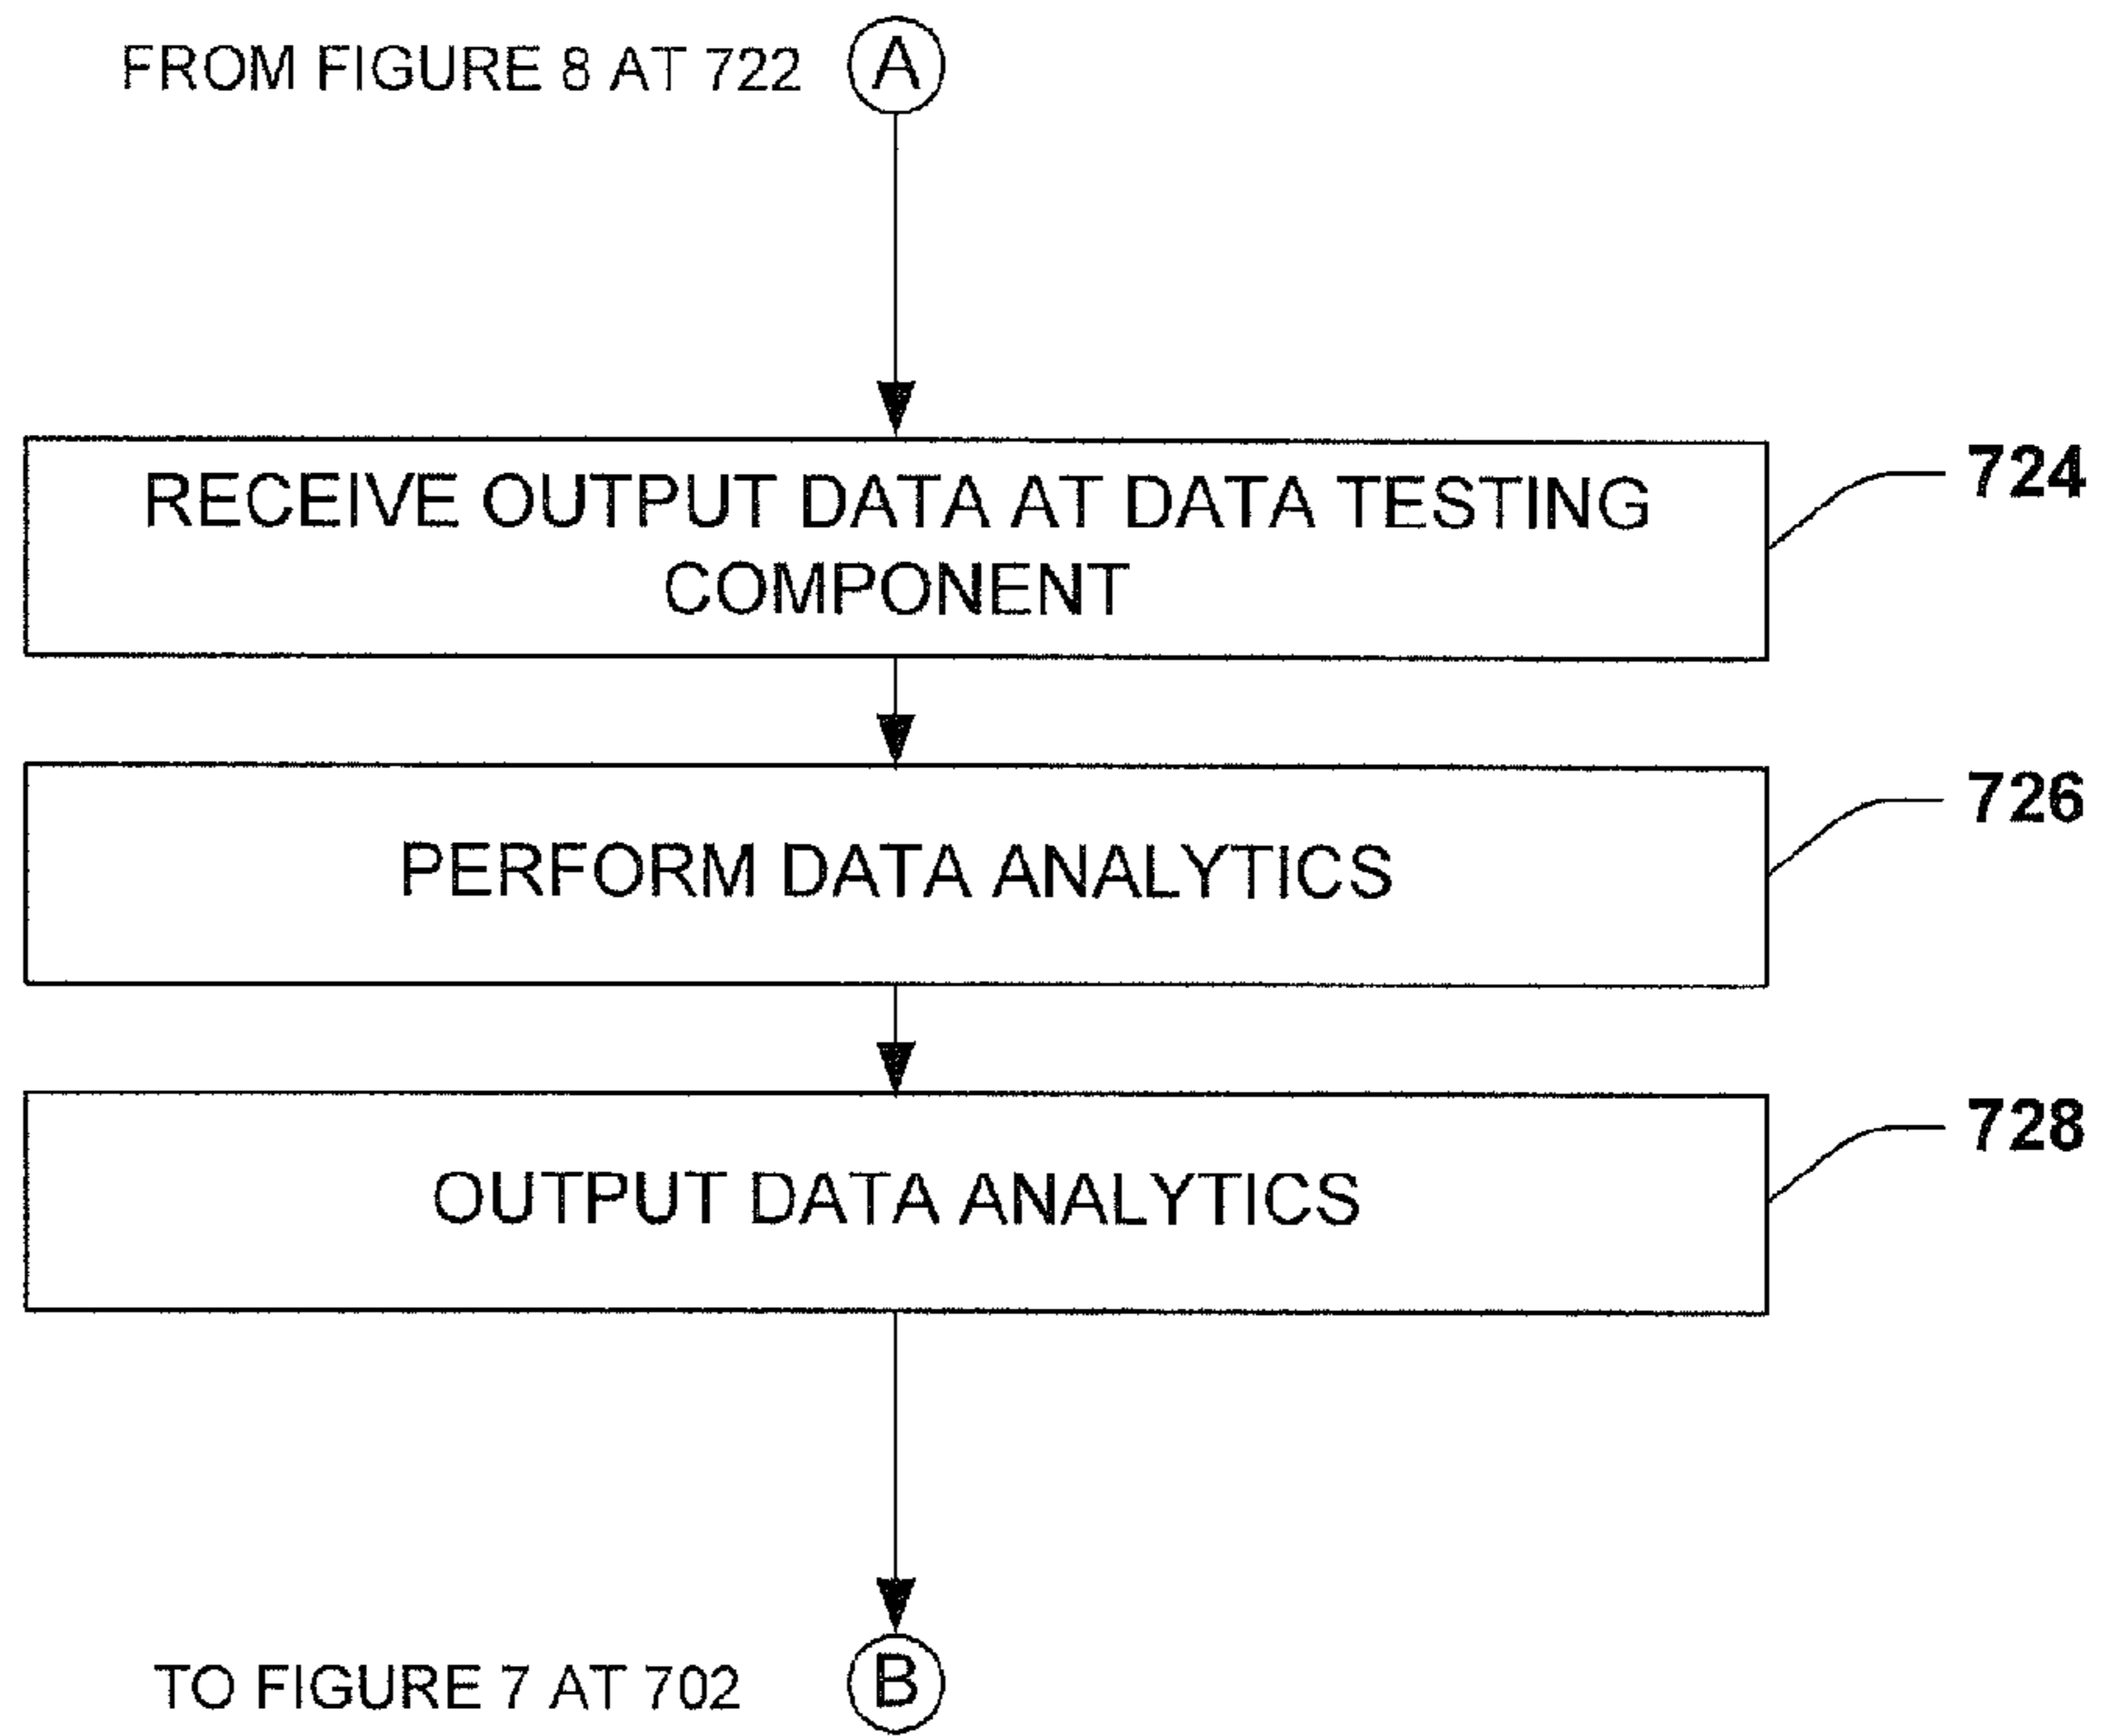 FROM FIGURE 8 AT 722 A
RECEIVE OUTPUT DATA AT DATA TESTING
COMPONENT
724
PERFORM DATA ANALYTICS
726
OUTPUT DATA ANALYTICS
728
TO FIGURE 7 AT 702 B